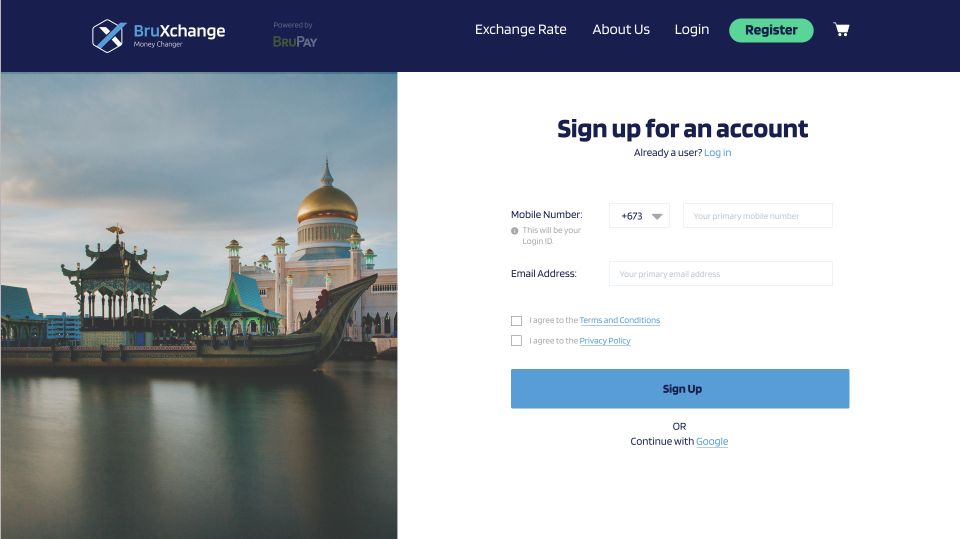 BruXchange
Money Changer
Powered by
BRUPAY
Exchange Rate
About Us
Login
Register
Sign up for an account
Already a user? Log in
Mobile Number:
+673
Your primary mobile number
This will be your
Login ID.
Email Address:
Your primary email address
I agree to the Terms and Conditions
I agree to the Privacy Policy
Sign Up
OR
Continue with Google